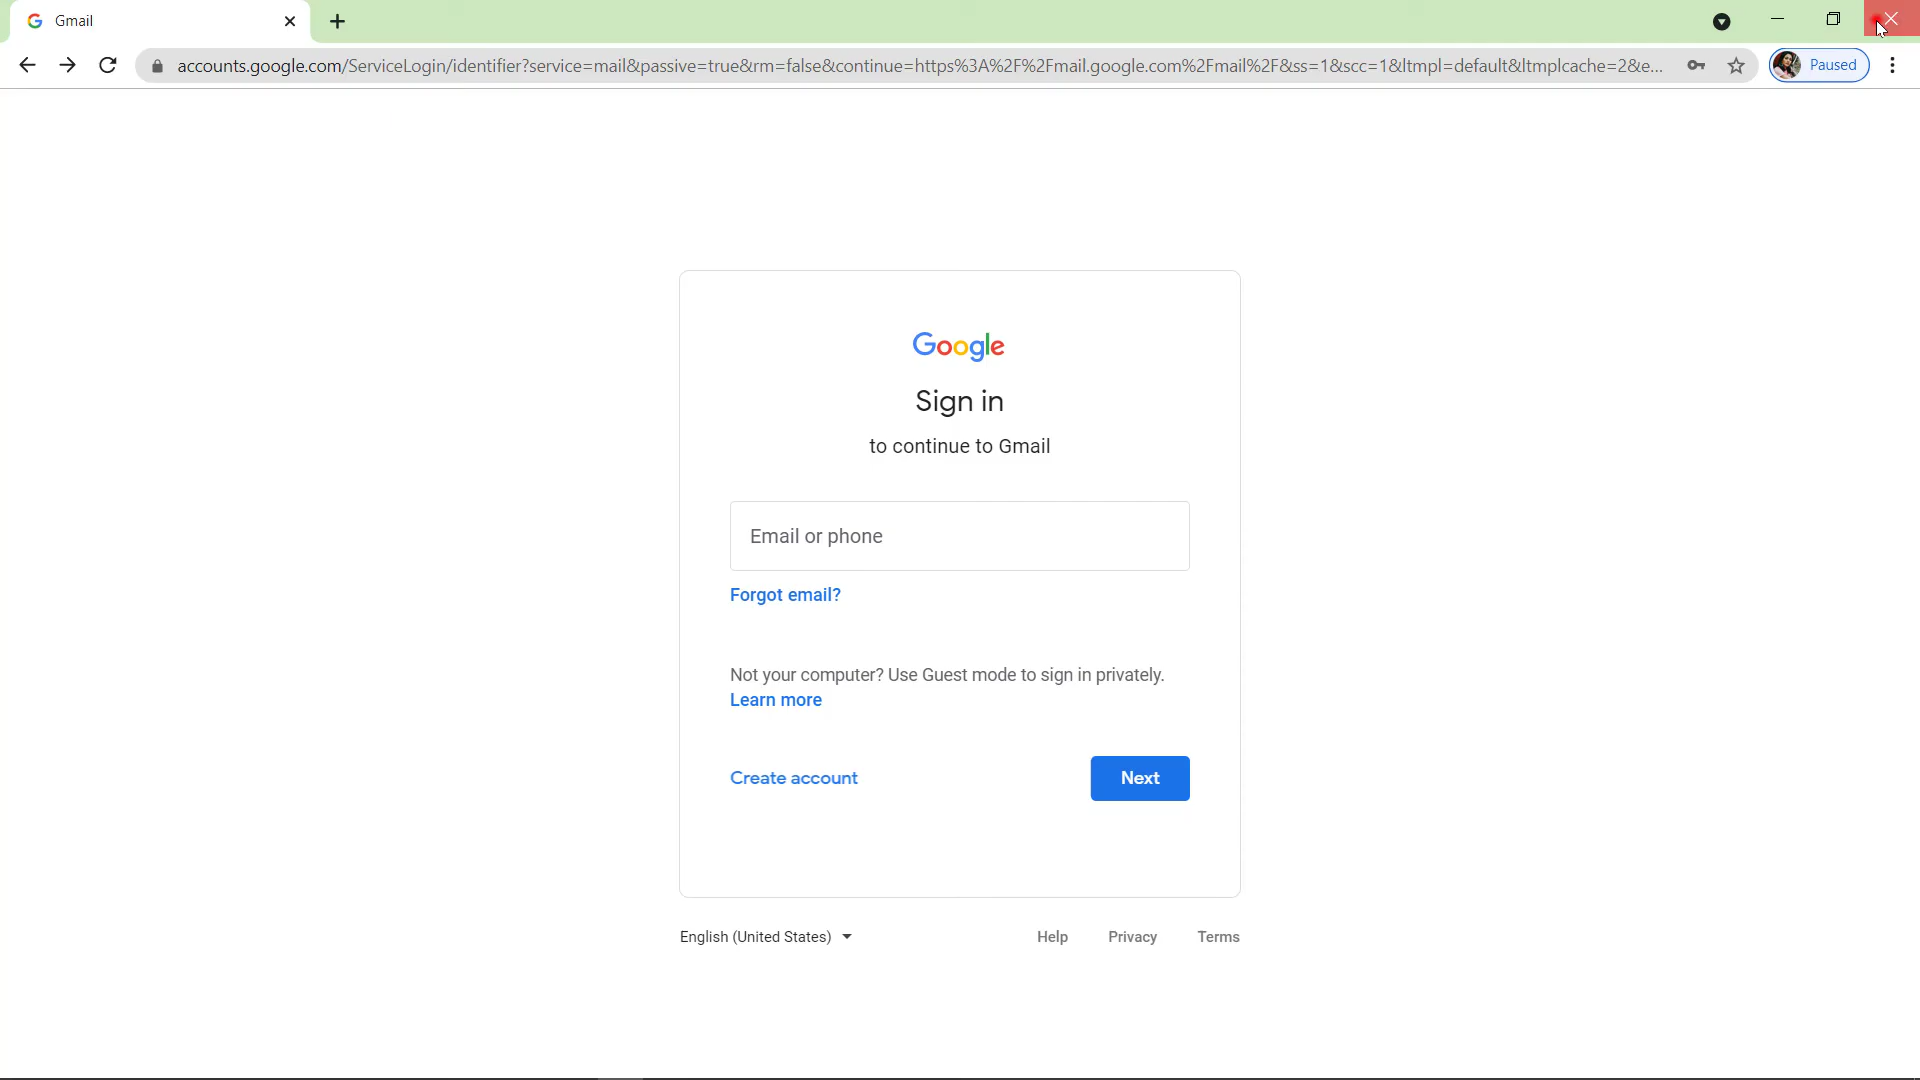 Gmail
accounts.google.com/ServiceLogin/identifier?service=mail&passive=true&rm=false&continue=https%3A%2F%2Fmail.google.com%2Fmail%2F&ss=1&scc=1&ltmpl=default&ltmplcache=2&e...
Paused
Google
Sign in
to continue to Gmail
Email or phone
Forgot email?
Not your computer? Use Guest mode to sign in privately.
Learn more
Create account
Next
English (United States)
Help
Privacy
Terms